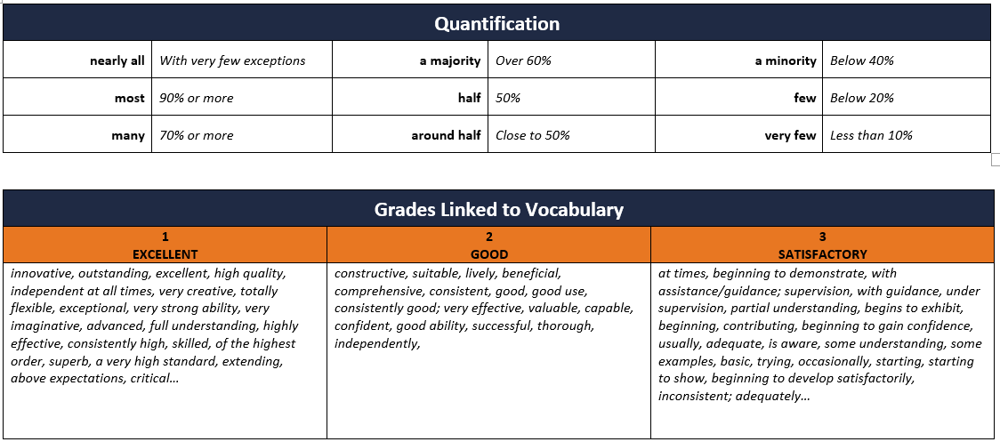 Quantification
nearly all With very few exceptions a majority Over 60% a minority Below 40%
most 90% or more half 50% few Below 20%
many 70% or more around half Close to 50% very few Less than 10%
Grades Linked to Vocabulary
1
EXCELLENT
2
GOOD
3
SATISFACTORY
innovative, outstanding, excellent, high quality,
independent at all times, very creative, totally
flexible, exceptional, very strong ability, very
imaginative, advanced, full understanding, highly
effective, consistently high, skilled, of the highest
order, superb, a very high standard, extending,
above expectations, critical…
constructive, suitable, lively, beneficial,
comprehensive, consistent, good, good use,
consistently good; very effective, valuable, capable,
confident, good ability, successful, thorough,
independently,
at times, beginning to demonstrate, with
assistance/guidance; supervision, with guidance, under
supervision, partial understanding, begins to exhibit,
beginning, contributing, beginning to gain confidence,
usually, adequate, is aware, some understanding, some
examples, basic, trying, occasionally, starting, starting
to show, beginning to develop satisfactorily,
inconsistent; adequately…